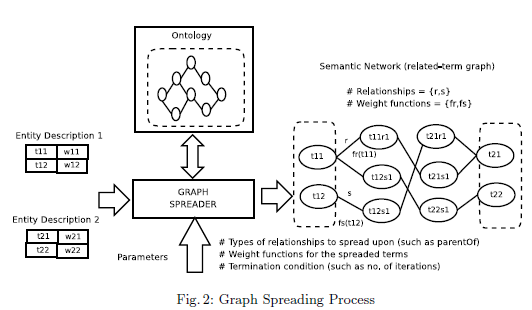 Ontology
Semantic Network (related-term graph)
# Relationships = {r,s}
# Weight functions = {fr,fs}
Entity Description 1
t11 w11
t12 w12
Entity Description 2
t21 w21
t22 w22
GRAPH
SPREADER
Parameters
# Types of relationships to spread upon (such as parentOf)
# Weight functions for the spreaded terms
# Termination condition (such as no. of iterations)
t11
t12
r
fr(t11)
s
fs(t12)
t11r1
t12s1
t12s1
t21r1
t21s1
t22s1
t21
t22
Fig. 2: Graph Spreading Process